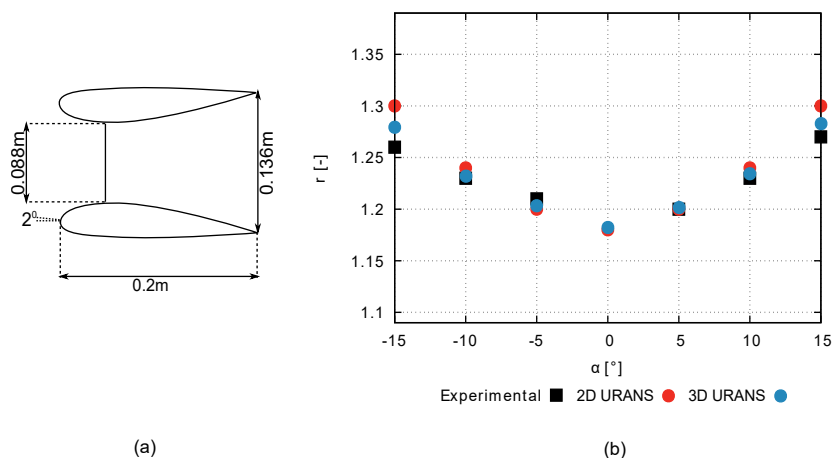 0.088m
0.136m
2⁰
0.2m
(a)
r [-]
1.35
1.3
1.25
1.2
1.15
1.1
-15 -10 -5 0 5 10 15
α [°]
Experimental 2D URANS 3D URANS
(b)